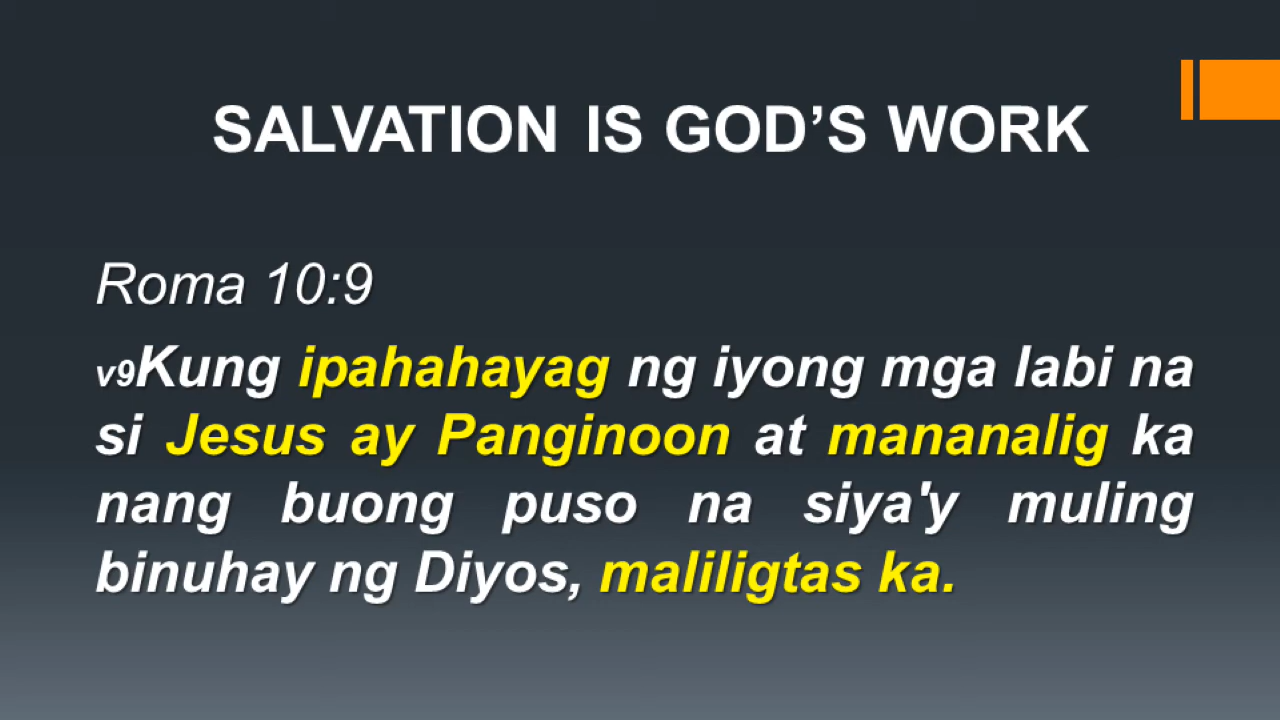 SALVATION IS GOD’S WORK
Roma 10:9
v9Kung ipahahayag ng iyong mga labi na
si Jesus ay Panginoon at mananalig ka
nang buong puso na siya'y muling
binuhay ng Diyos, maliligtas ka.